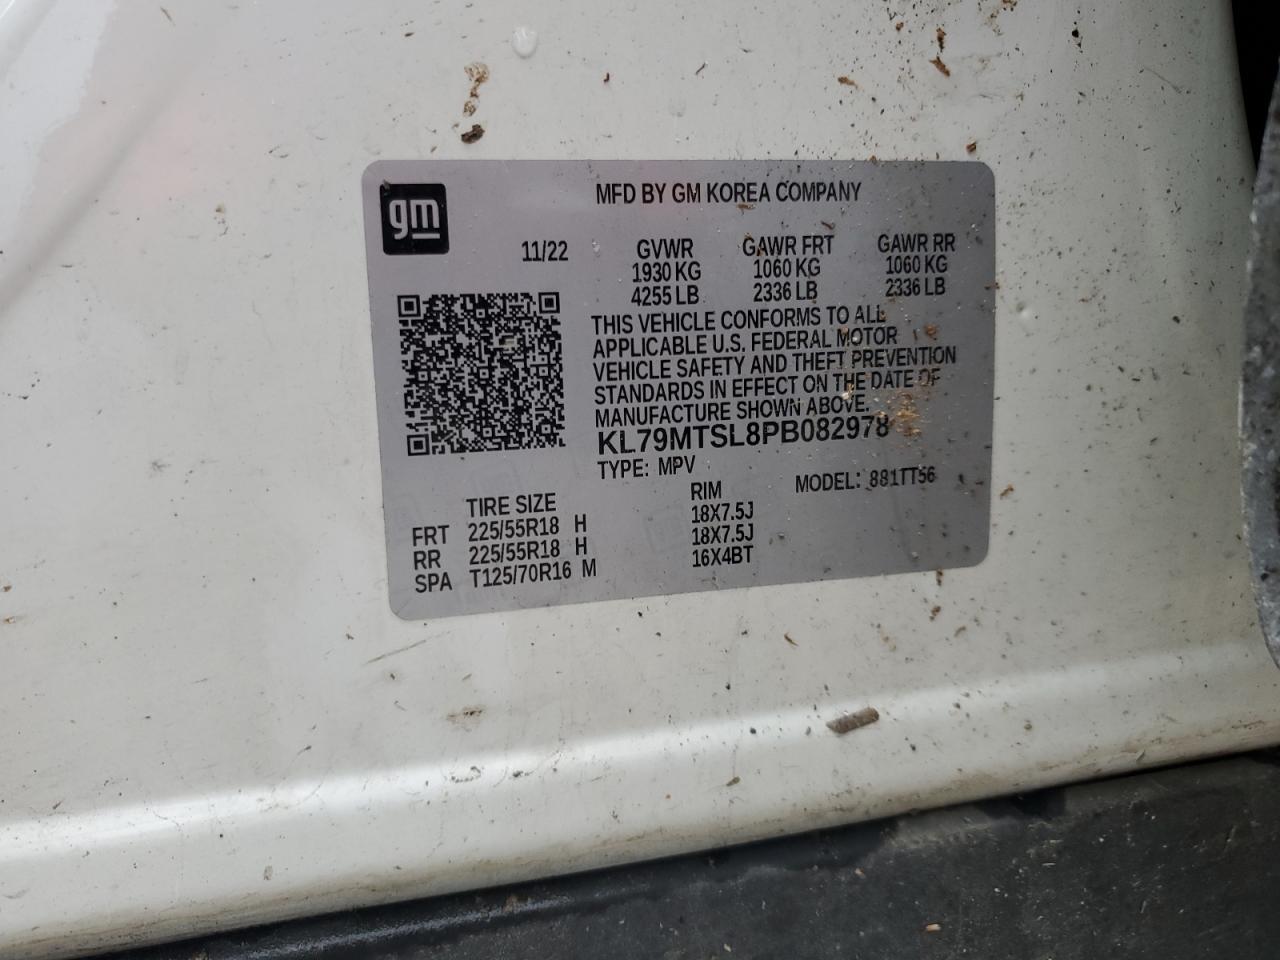 gm
MFD BY GM KOREA COMPANY
11/22 GVWR GAWR FRT GAWR RR
1930 KG 1060 KG 1060 KG
4255 LB 2336 LB 2336 LB
THIS VEHICLE CONFORMS TO ALL
APPLICABLE U.S. FEDERAL MOTOR
VEHICLE SAFETY AND THEFT PREVENTION
STANDARDS IN EFFECT ON THE DATE OF
MANUFACTURE SHOWN ABOVE.
KL79MTSL8PB082978
TYPE: MPV MODEL: 881TT56
TIRE SIZE RIM
FRT 225/55R18 H 18X7.5J
RR 225/55R18 H 18X7.5J
SPA T125/70R16 M 16X4BT